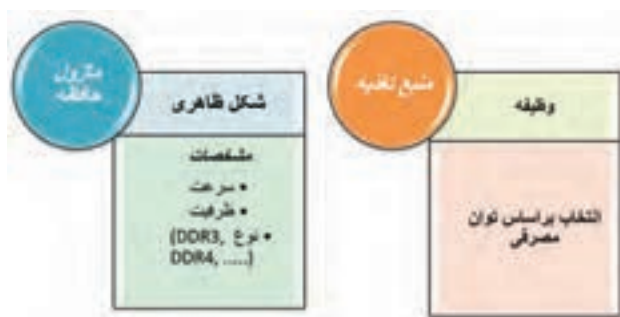 منبع تغذیه
وظیفه
انتخاب براساس توان
مصرفی
ماژول
حافظه
شکل ظاهری
مشخصات
• سرعت
• ظرفیت
• نوع (DDR3,
DDR4, .....)